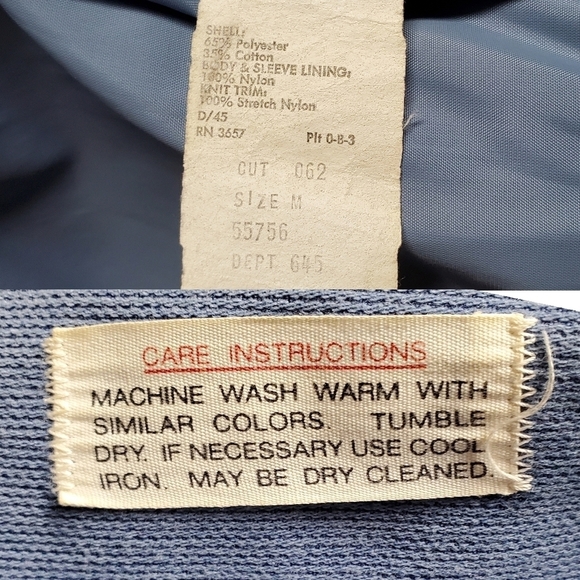 SHELL:
65% Polyester
35% Cotton
BODY & SLEEVE LINING:
100% Nylon
KNIT TRIM:
100% Stretch Nylon
D/45
RN 3657 Plt 0-B-3
CUT 062
SIZE M
55756
DEPT 645
CARE INSTRUCTIONS
MACHINE WASH WARM WITH
SIMILAR COLORS. TUMBLE
DRY. IF NECESSARY USE COOL
IRON. MAY BE DRY CLEANED.